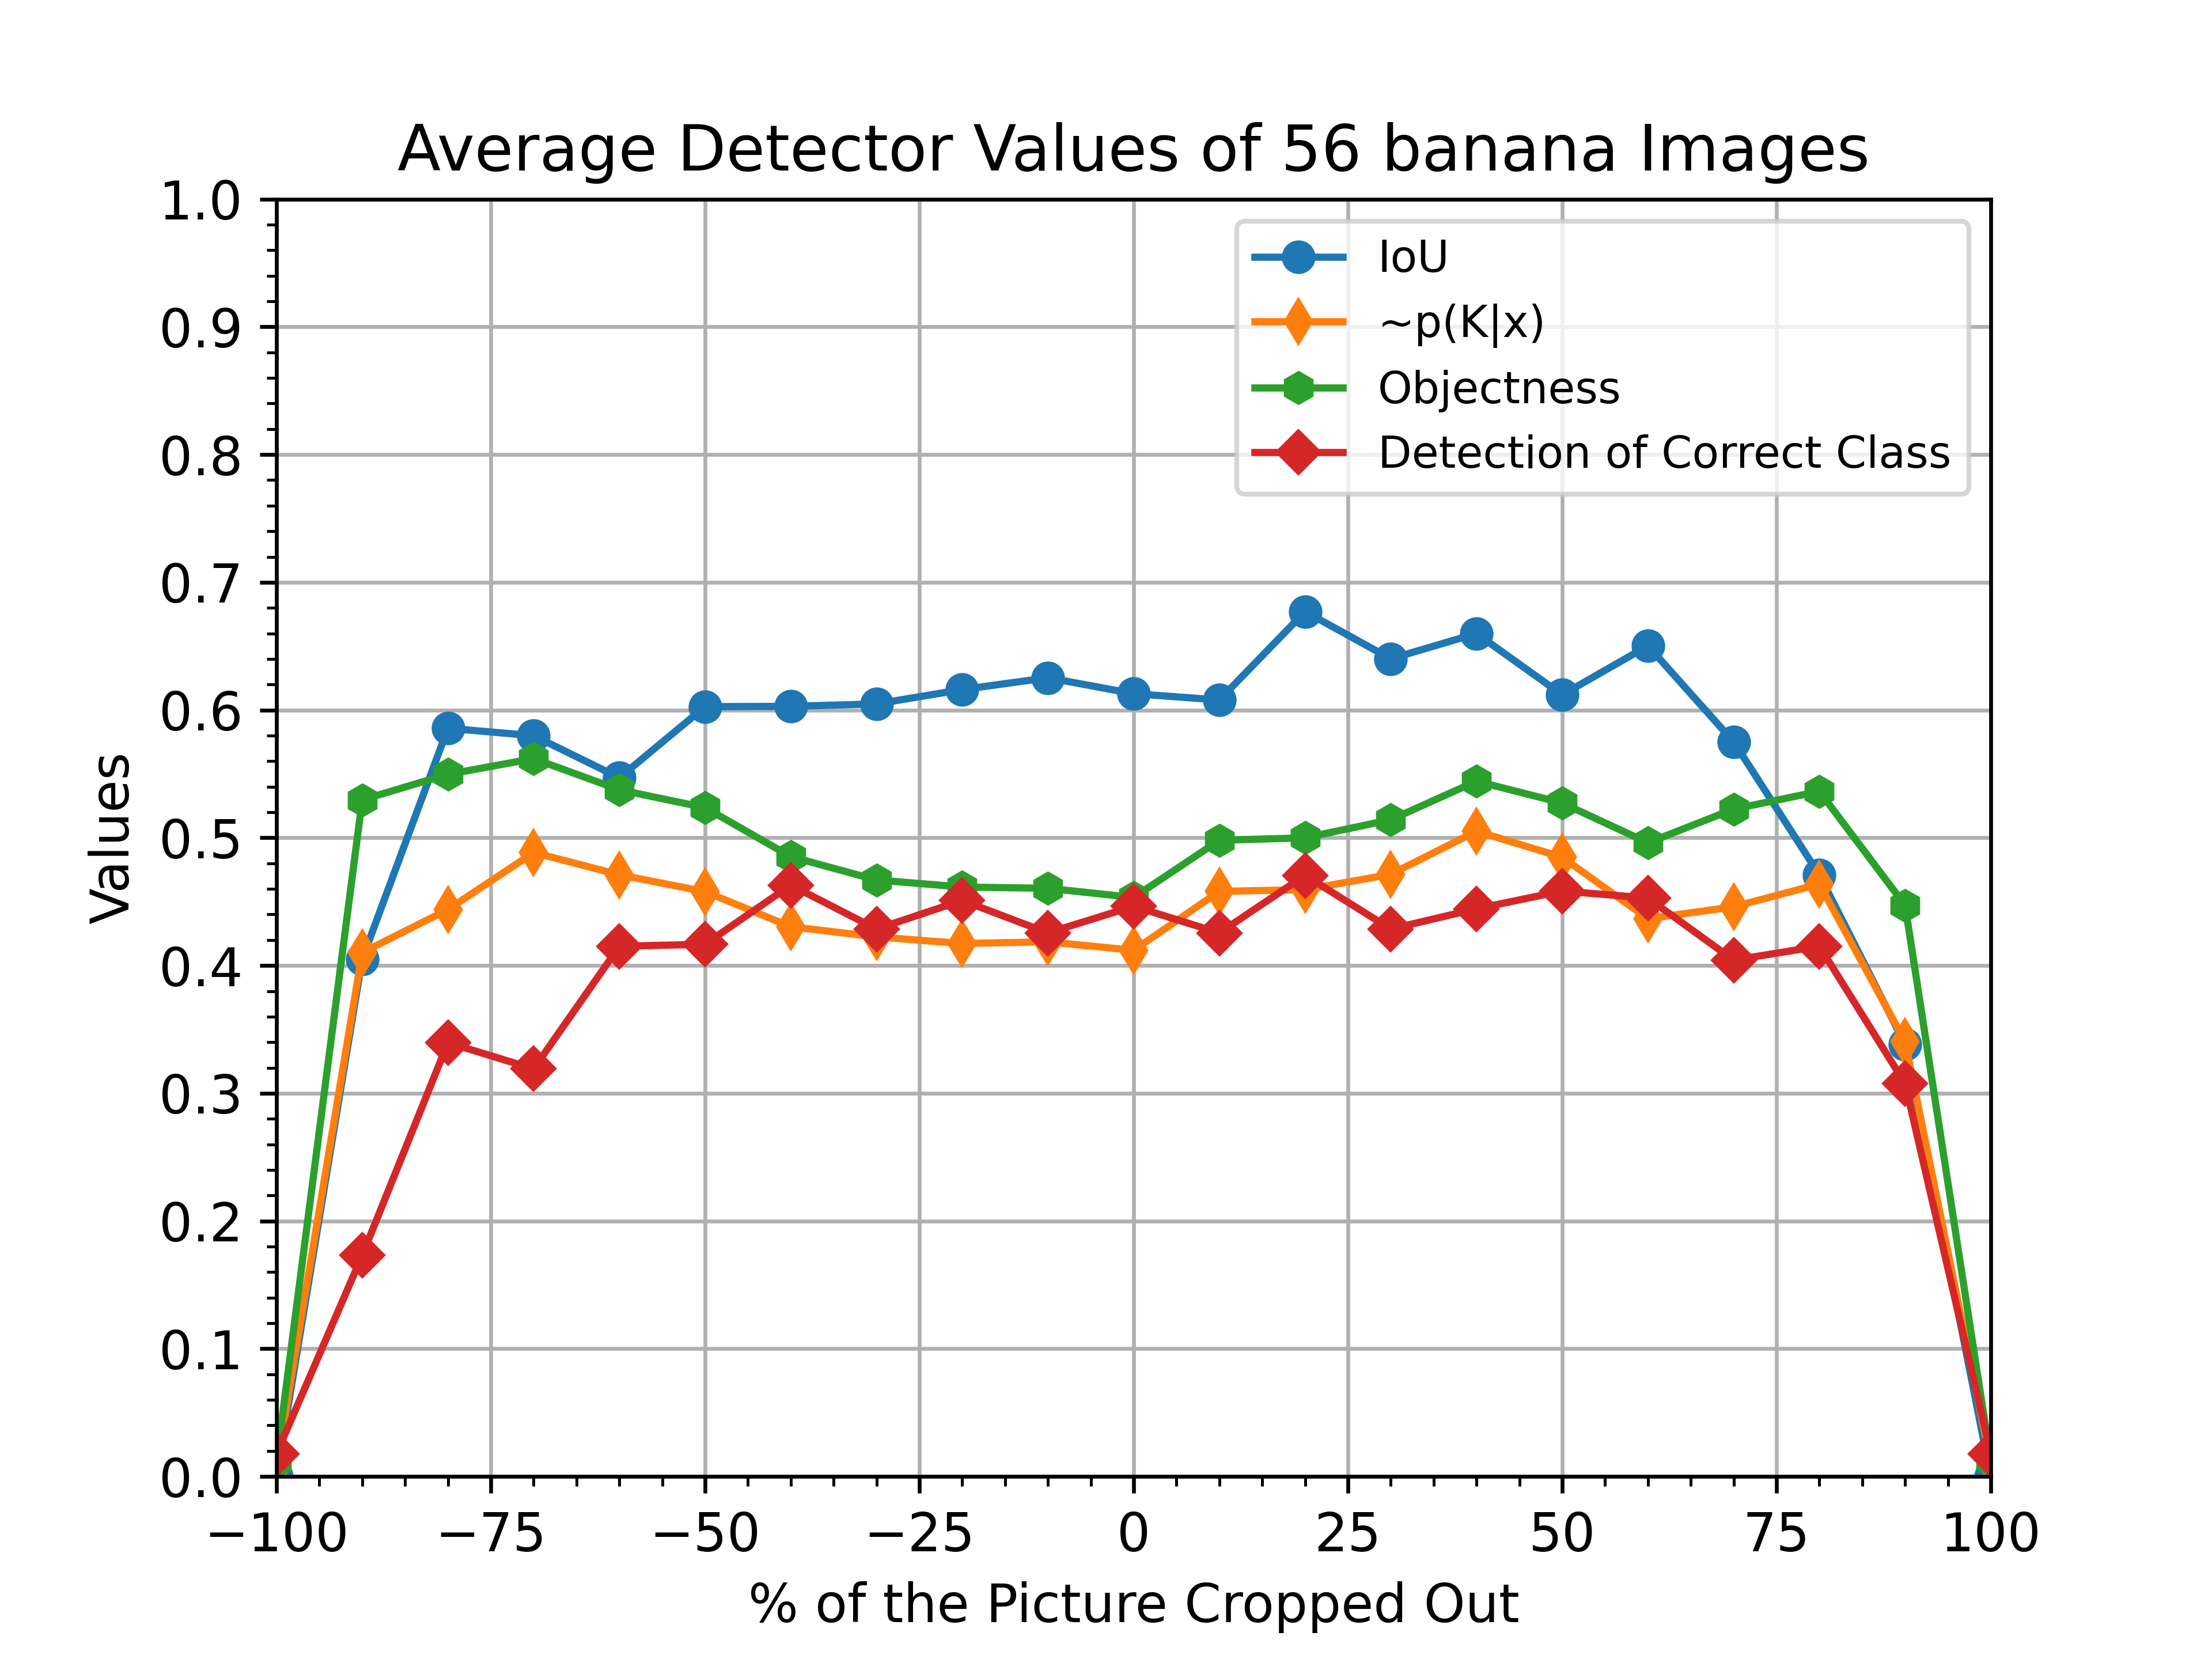 Average Detector Values of 56 banana Images
1.0
0.9
0.8
0.7
0.6
0.5
0.4
0.3
0.2
0.1
0.0
Values
IoU
~p(K|x)
Objectness
Detection of Correct Class
−100 −75 −50 −25 0 25 50 75 100
% of the Picture Cropped Out